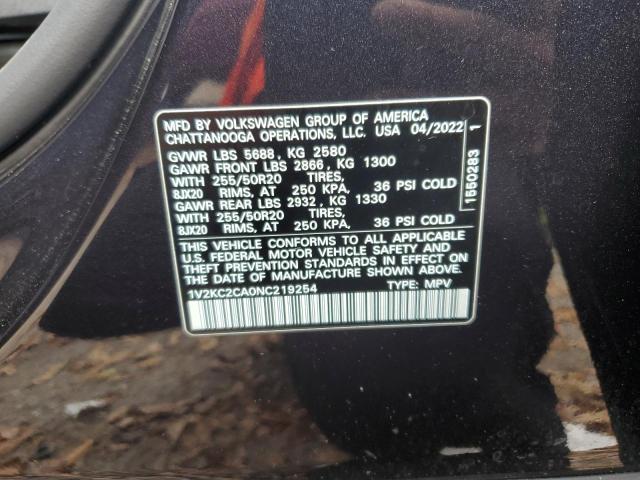 MFD BY VOLKSWAGEN GROUP OF AMERICA
CHATTANOOGA OPERATIONS, LLC. USA 04/2022
GVWR LBS 5688, KG 2580
GAWR FRONT LBS 2866, KG 1300
WITH 255/50R20 TIRES,
8JX20 RIMS, AT 250 KPA, 36 PSI COLD
GAWR REAR LBS 2932, KG 1330
WITH 255/50R20 TIRES,
8JX20 RIMS, AT 250 KPA, 36 PSI COLD
THIS VEHICLE CONFORMS TO ALL APPLICABLE
U.S. FEDERAL MOTOR VEHICLE SAFETY AND
THEFT PREVENTION STANDARDS IN EFFECT ON
THE DATE OF MANUFACTURE SHOWN ABOVE.
1V2KC2CA0NC219254 TYPE: MPV
1550283 1